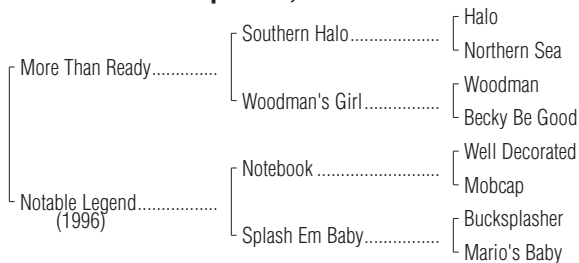 Halo
Southern Halo
Northern Sea
More Than Ready
Woodman
Woodman's Girl
Becky Be Good
Well Decorated
Notebook
Mobcap
Notable Legend
(1996)
Bucksplasher
Splash Em Baby
Mario's Baby